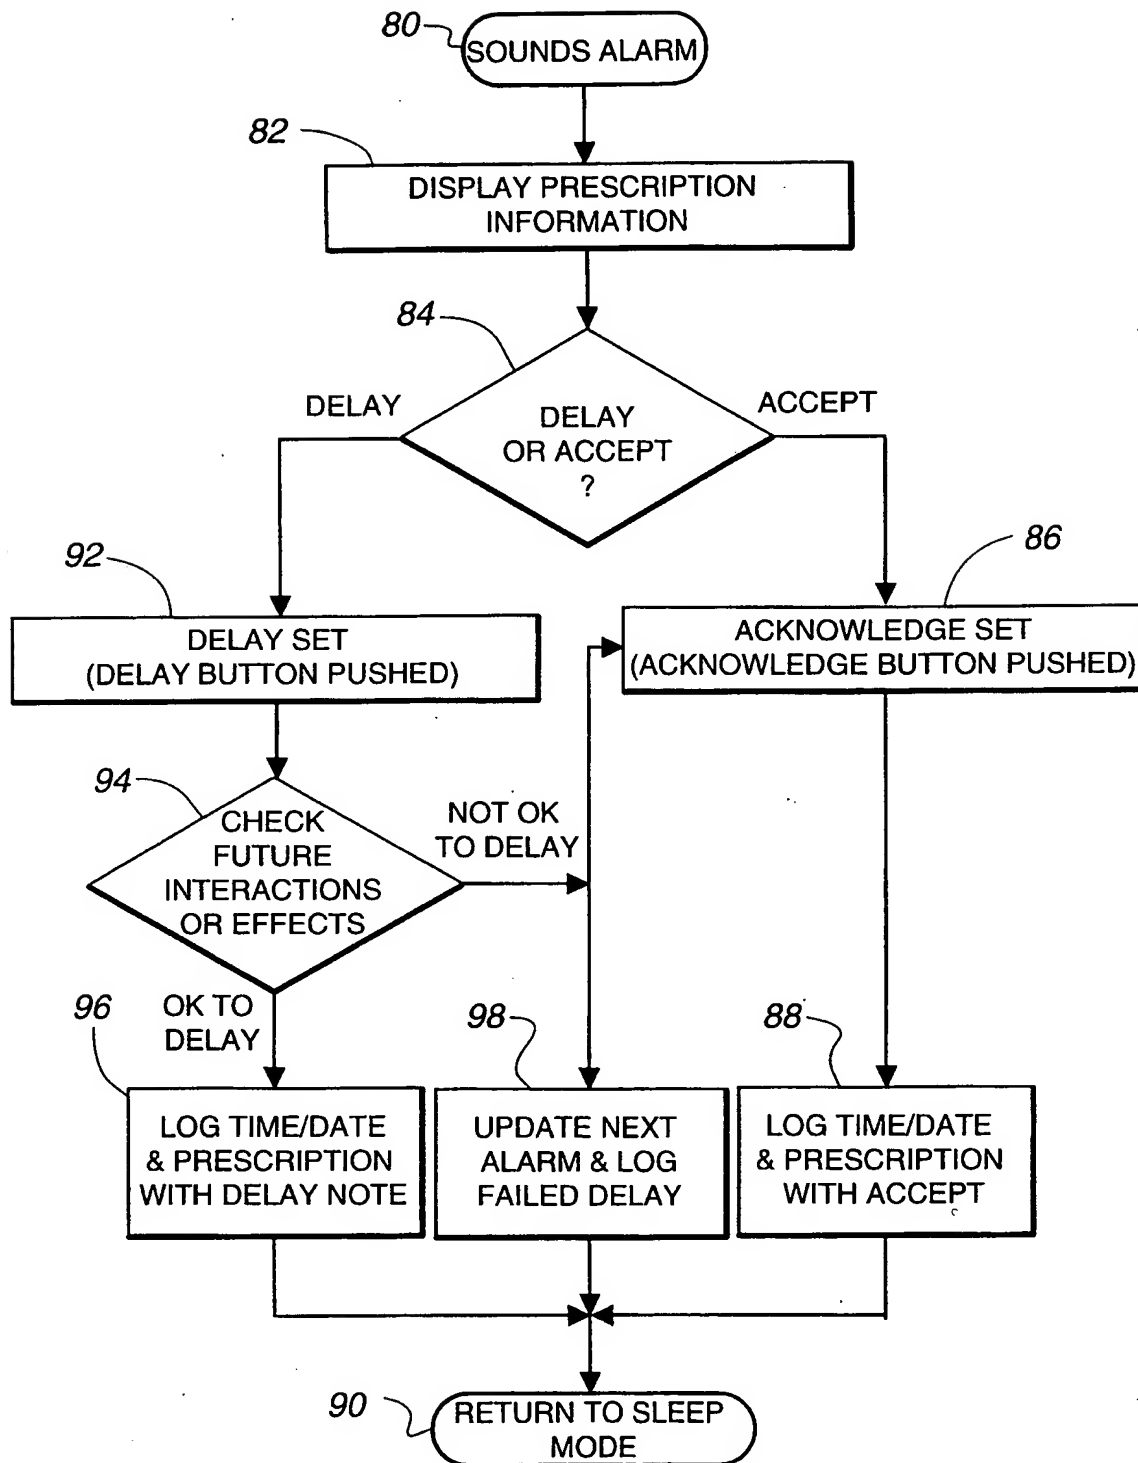 80
SOUNDS ALARM
82
DISPLAY PRESCRIPTION
INFORMATION
84
DELAY
ACCEPT
DELAY
OR ACCEPT
?
92
86
DELAY SET
(DELAY BUTTON PUSHED)
ACKNOWLEDGE SET
(ACKNOWLEDGE BUTTON PUSHED)
94
CHECK
FUTURE
INTERACTIONS
OR EFFECTS
NOT OK
TO DELAY
OK TO
DELAY
96
98
88
LOG TIME/DATE
& PRESCRIPTION
WITH DELAY NOTE
UPDATE NEXT
ALARM & LOG
FAILED DELAY
LOG TIME/DATE
& PRESCRIPTION
WITH ACCEPT
90
RETURN TO SLEEP
MODE